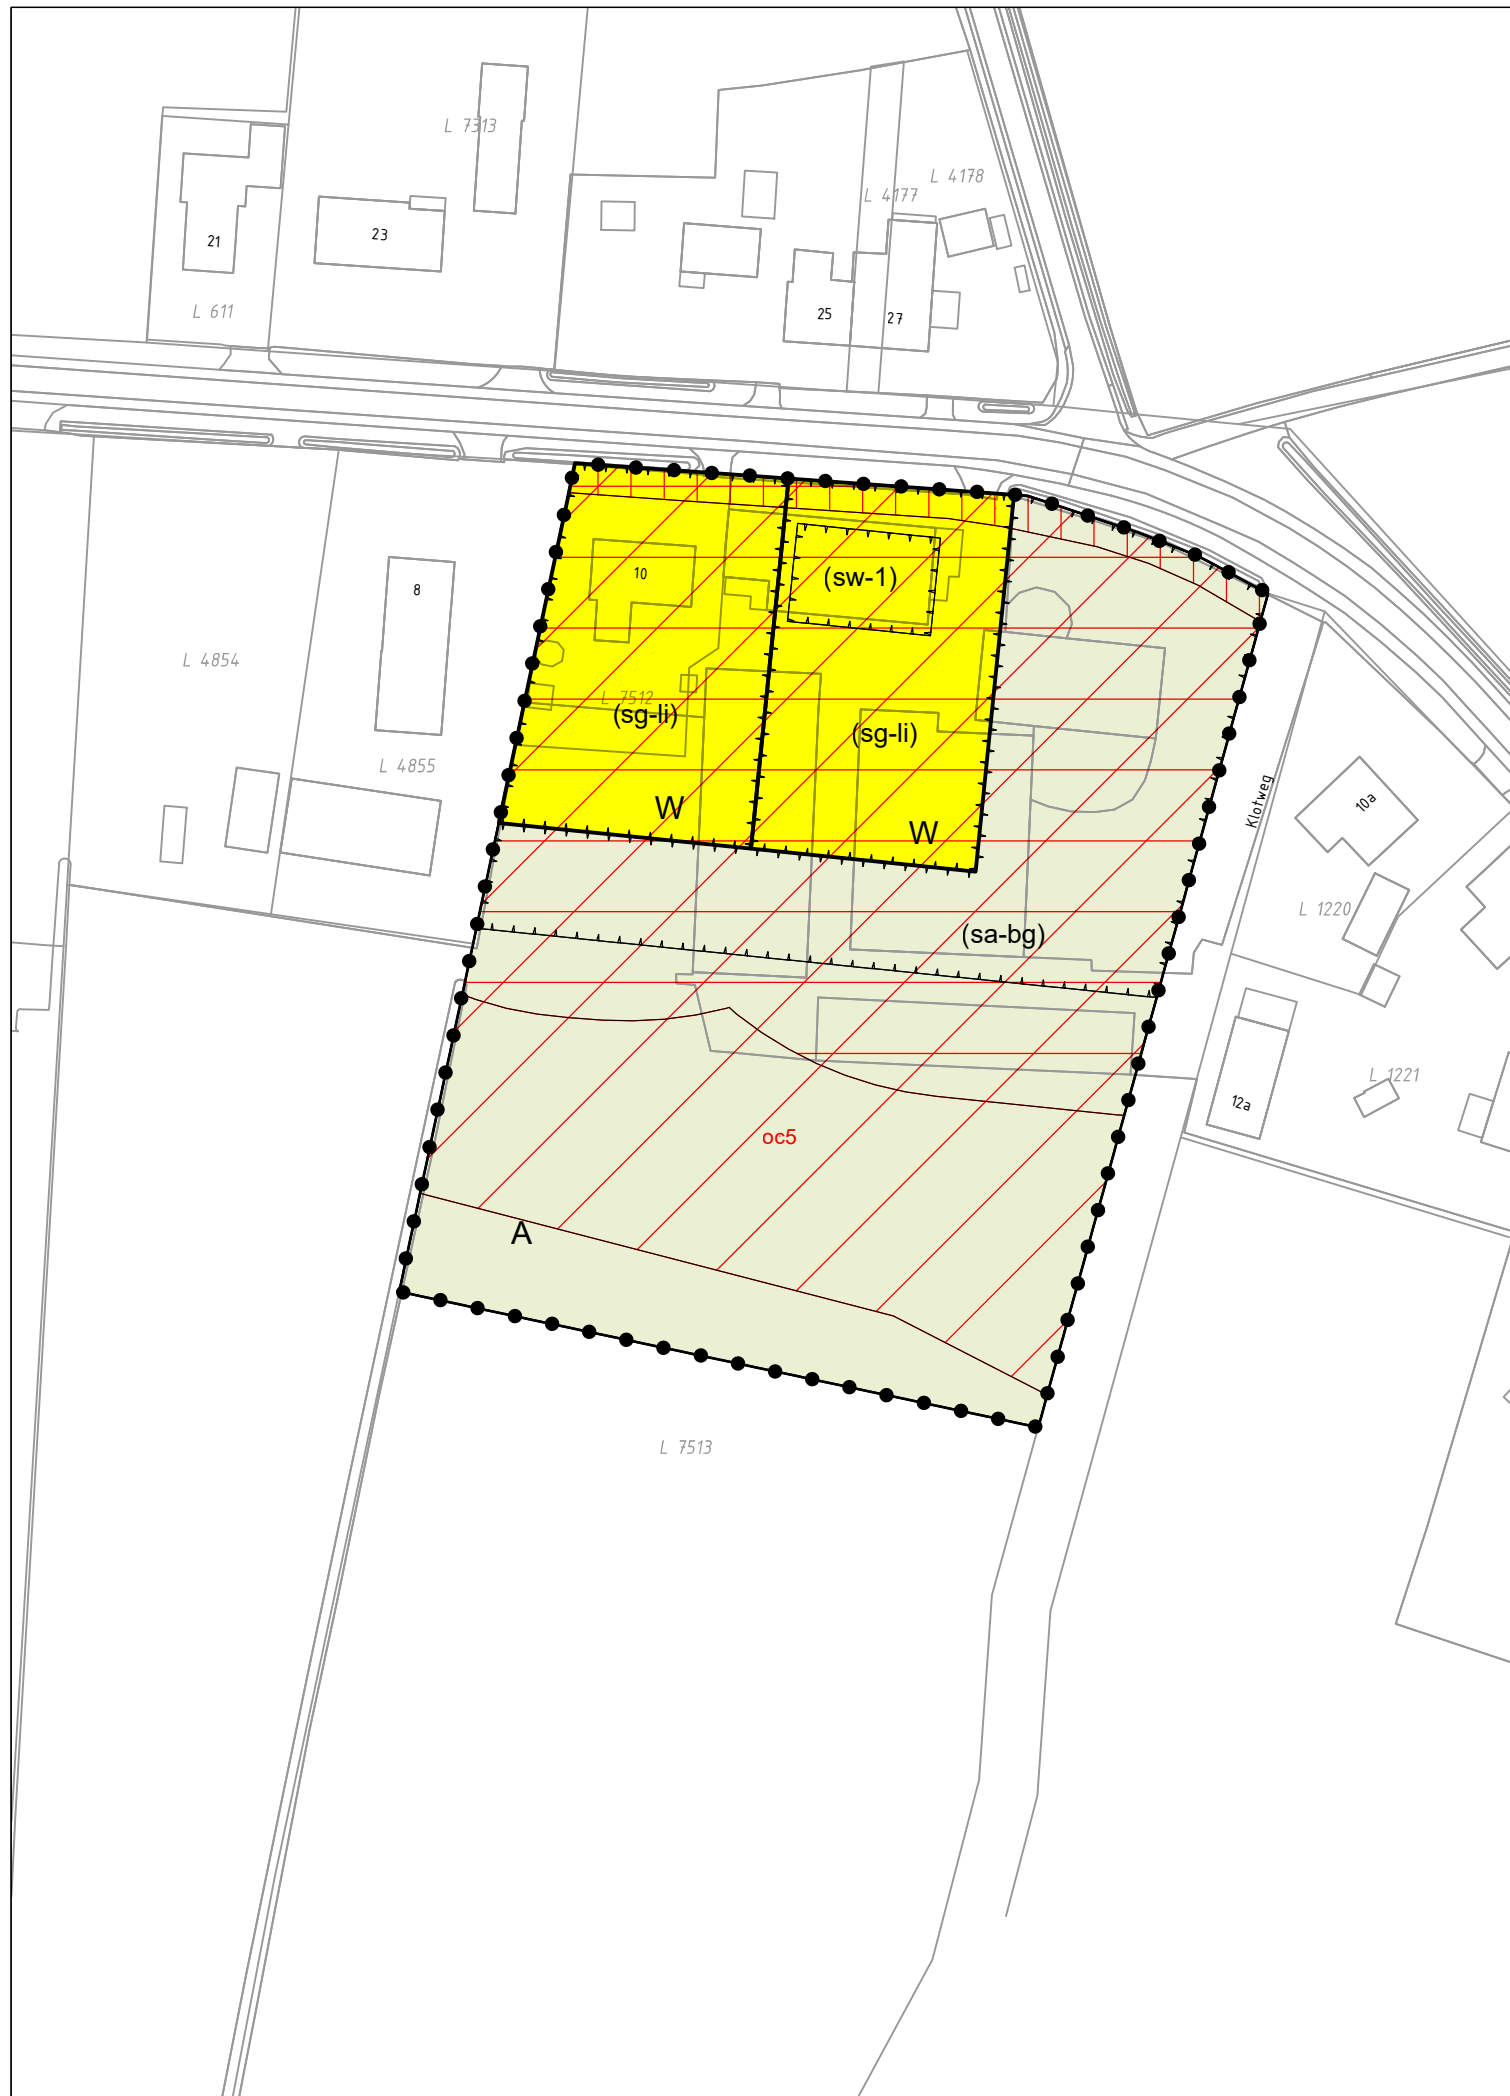 L 7313
L 4178
L 4177
21
23
L 611
25
27
10
(sw-1)
8
L 4854
L 7512
(sg-li)
(sg-li)
L 4855
W
W
Klotweg
10a
L 1220
(sa-bg)
L 1221
12a
oc5
A
L 7513